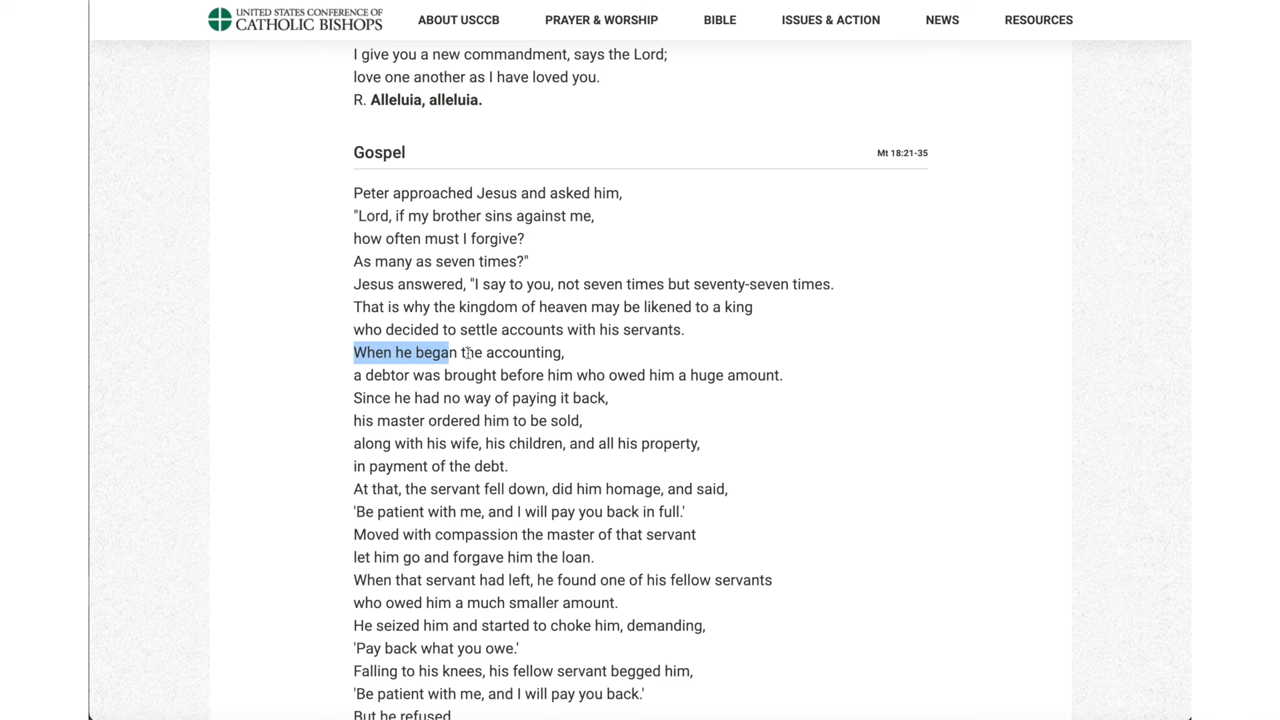 UNITED STATES CONFERENCE OF
CATHOLIC BISHOPS
ABOUT USCCB PRAYER & WORSHIP BIBLE ISSUES & ACTION NEWS RESOURCES
I give you a new commandment, says the Lord;
love one another as I have loved you.
R. Alleluia, alleluia.
Gospel Mt 18:21-35
Peter approached Jesus and asked him,
"Lord, if my brother sins against me,
how often must I forgive?
As many as seven times?"
Jesus answered, "I say to you, not seven times but seventy-seven times.
That is why the kingdom of heaven may be likened to a king
who decided to settle accounts with his servants.
When he began the accounting,
a debtor was brought before him who owed him a huge amount.
Since he had no way of paying it back,
his master ordered him to be sold,
along with his wife, his children, and all his property,
in payment of the debt.
At that, the servant fell down, did him homage, and said,
'Be patient with me, and I will pay you back in full.'
Moved with compassion the master of that servant
let him go and forgave him the loan.
When that servant had left, he found one of his fellow servants
who owed him a much smaller amount.
He seized him and started to choke him, demanding,
'Pay back what you owe.'
Falling to his knees, his fellow servant begged him,
'Be patient with me, and I will pay you back.'
But he refused